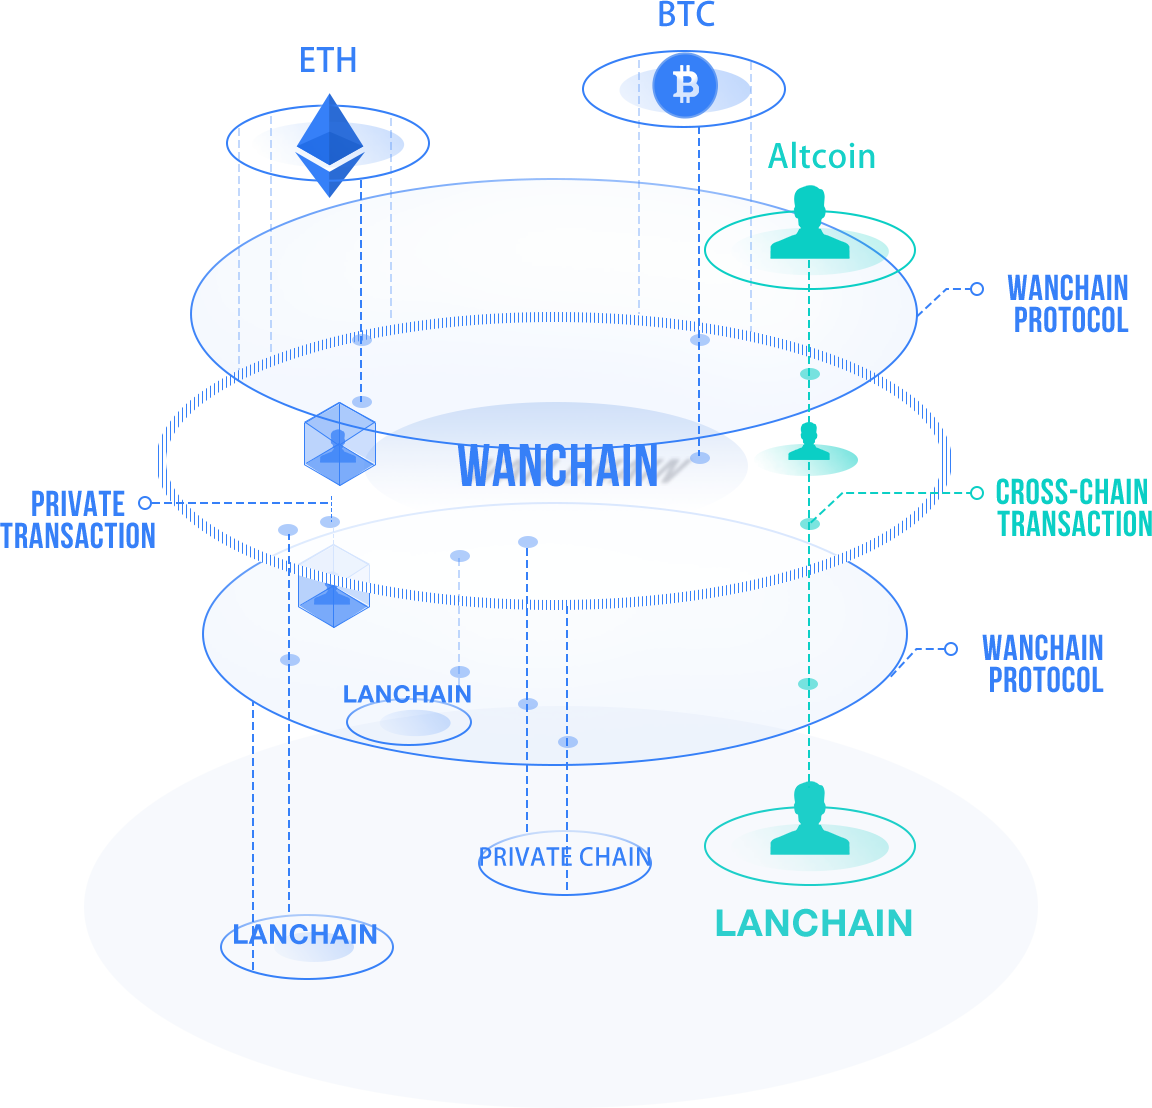 BTC
ETH
Altcoin
WANCHAIN
PROTOCOL
WANCHAIN
PRIVATE
TRANSACTION
CROSS-CHAIN
TRANSACTION
WANCHAIN
PROTOCOL
LANCHAIN
PRIVATE CHAIN
LANCHAIN
LANCHAIN